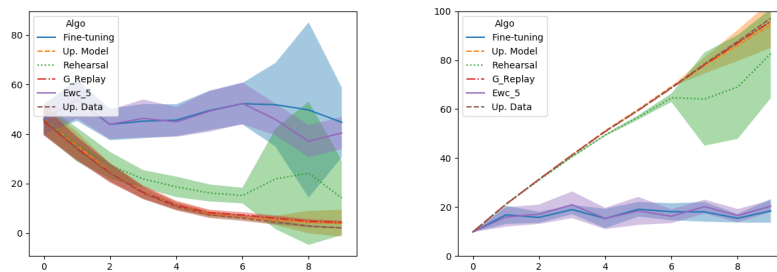 Algo
Fine-tuning
Up. Model
Rehearsal
G_Replay
Ewc_5
Up. Data
80
60
40
20
0
0 2 4 6 8
Algo
Fine-tuning
Up. Model
Rehearsal
G_Replay
Ewc_5
Up. Data
100
80
60
40
20
0
0 2 4 6 8